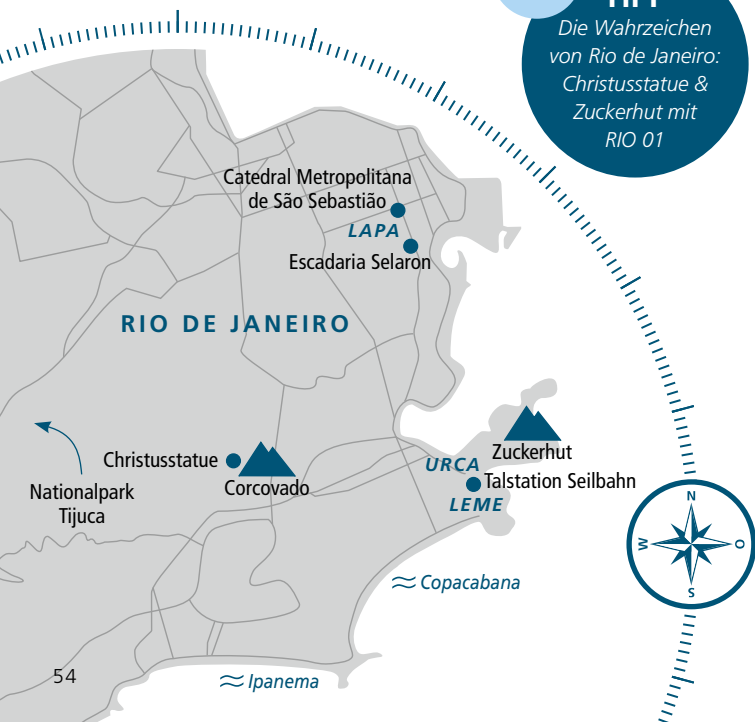 Die Wahrzeichen
von Rio de Janeiro:
Christusstatue &
Zuckerhut mit
RIO 01
Catedral Metropolitana
de São Sebastião
LAPA
Escadaria Selaron
RIO DE JANEIRO
Zuckerhut
Christusstatue
URCA
Talstation Seilbahn
Corcovado
Nationalpark
Tijuca
LEME
N
W
O
S
Copacabana
54
Ipanema